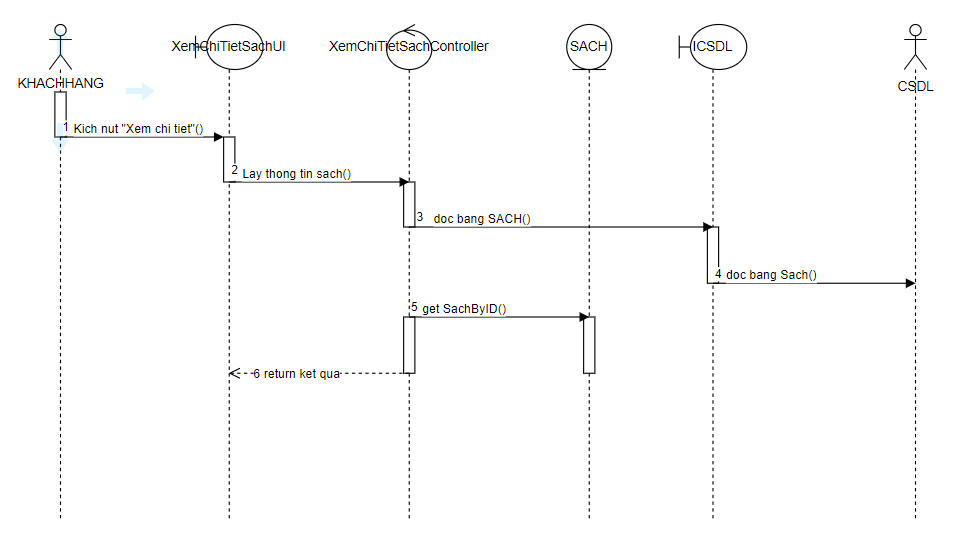 XemChiTietSachUI
XemChiTietSachController
SACH
ICSDL
KHACHHANG
CSDL
1 Kich nut "Xem chi tiet"()
2 Lay thong tin sach()
3 doc bang SACH()
4 doc bang Sach()
5 get SachByID()
6 return ket qua